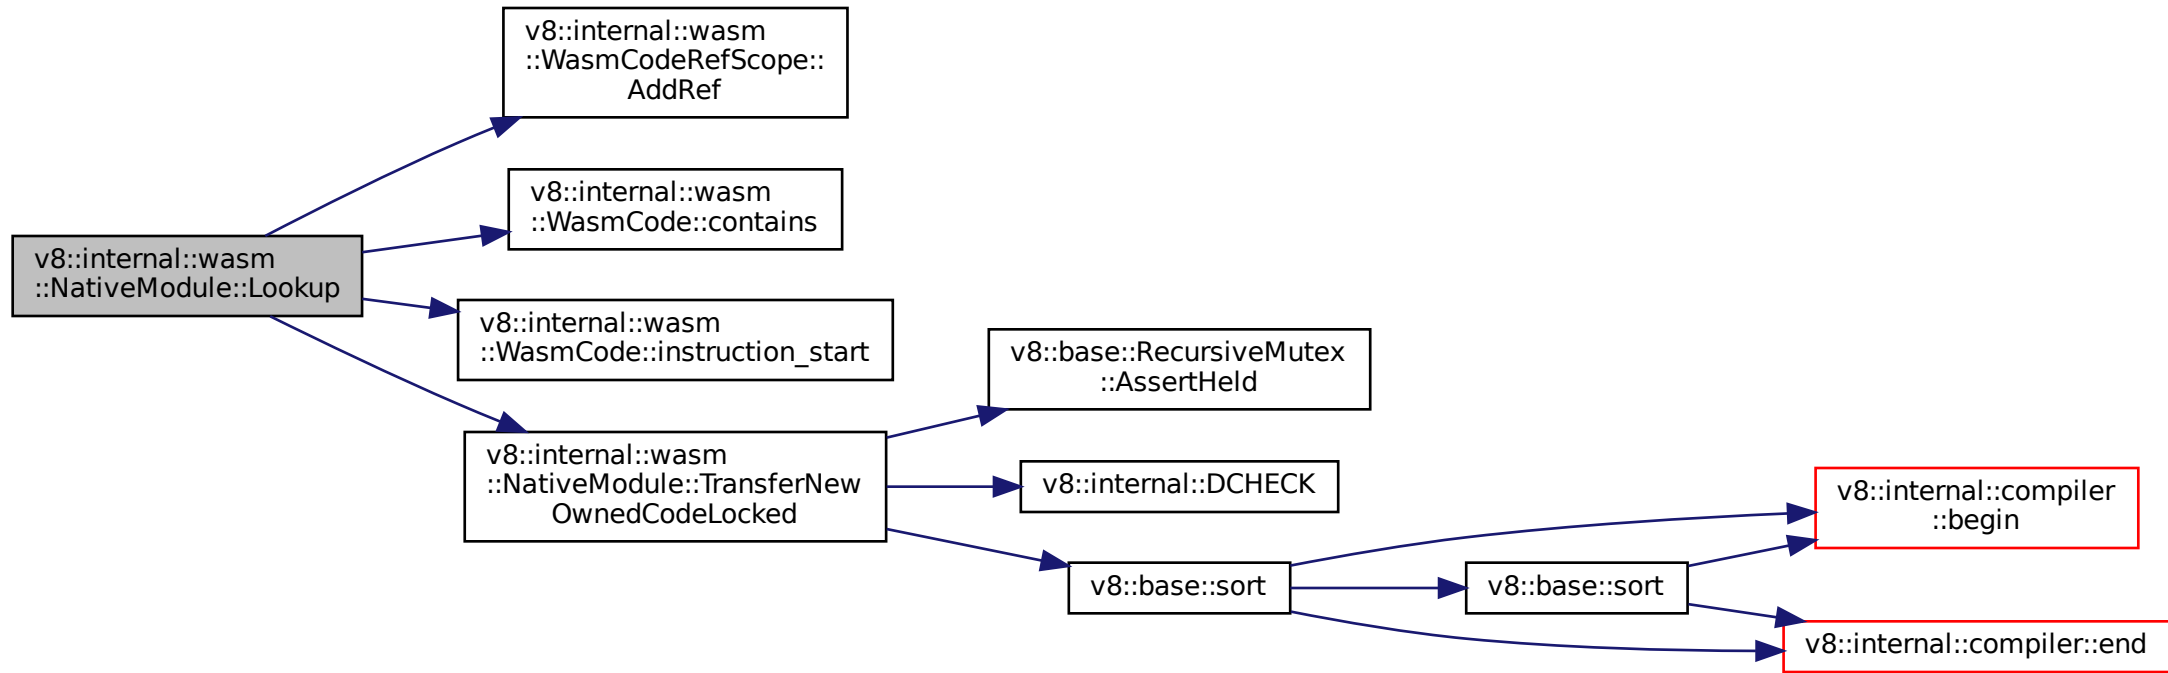 v8::internal::wasm
::WasmCodeRefScope::
AddRef
v8::internal::wasm
::WasmCode::contains
v8::internal::wasm
::NativeModule::Lookup
v8::internal::wasm
::WasmCode::instruction_start
v8::base::RecursiveMutex
::AssertHeld
v8::internal::wasm
::NativeModule::TransferNew
OwnedCodeLocked
v8::internal::DCHECK
v8::internal::compiler
::begin
v8::base::sort
v8::base::sort
v8::internal::compiler::end